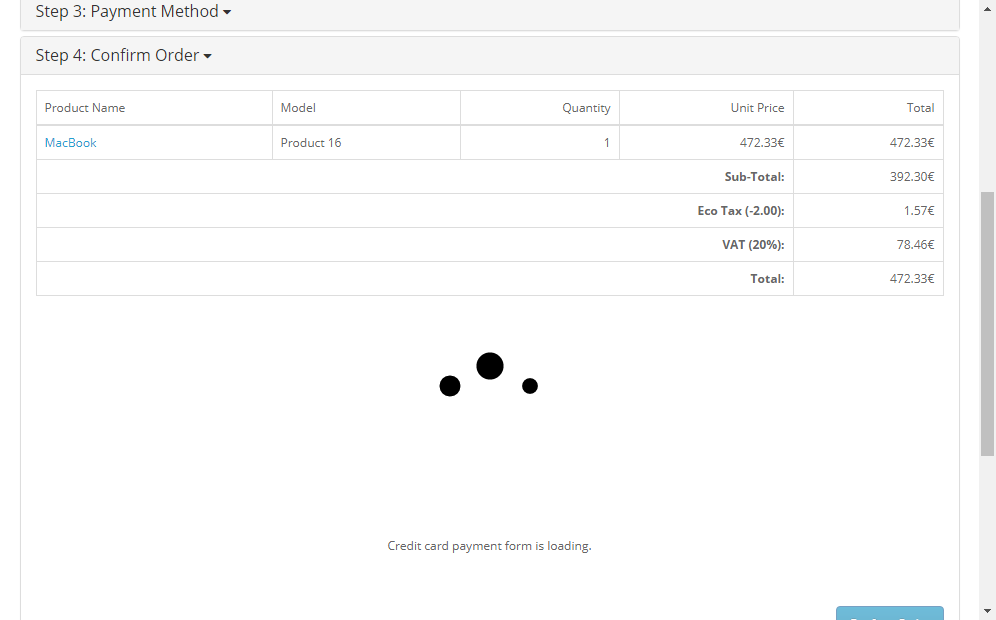 Step 3: Payment Method
Step 4: Confirm Order
Product Name Model Quantity Unit Price Total
MacBook Product 16 1 472.33€ 472.33€
Sub-Total: 392.30€
Eco Tax (-2.00): 1.57€
VAT (20%): 78.46€
Total: 472.33€
Credit card payment form is loading.